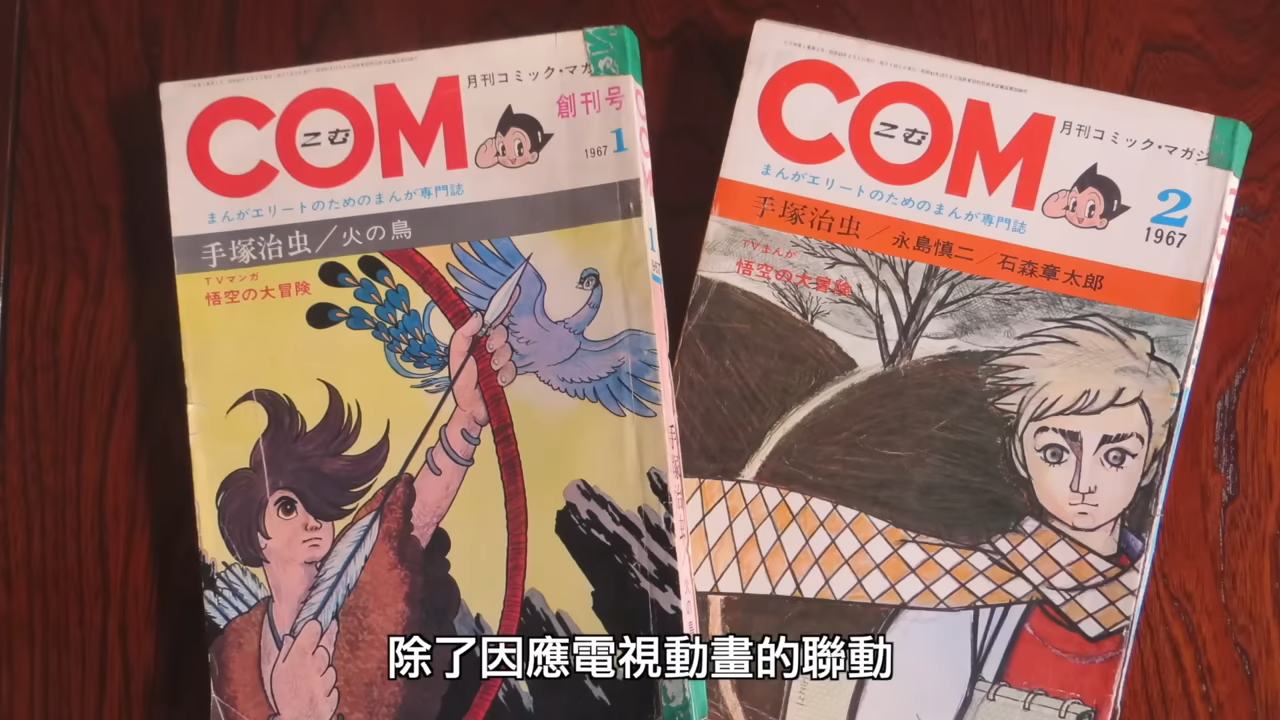 COM
こむ
月刊コミック・マガ
創刊号
1967 1
まんがエリートのためのまんが専門誌
手塚治虫/火の鳥
TVマンガ
悟空の大冒険
COM
こむ
月刊コミック・マガジ
2
1967
まんがエリートのためのまんが専門誌
手塚治虫/永島慎二/石森章太郎
TVまんが
悟空の大冒険
除了因應電視動畫的聯動